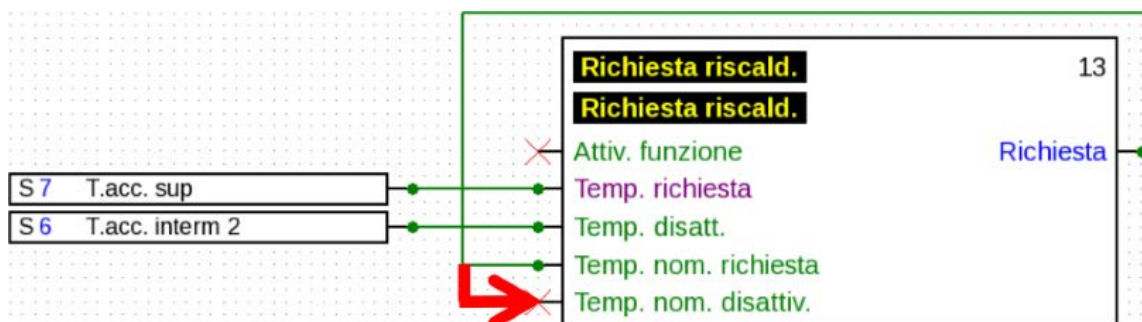 Richiesta riscald. 13
Richiesta riscald.
Attiv. funzione Richiesta
S 7 T.acc. sup Temp. richiesta
S 6 T.acc. interm 2 Temp. disatt.
Temp. nom. richiesta
Temp. nom. disattiv.